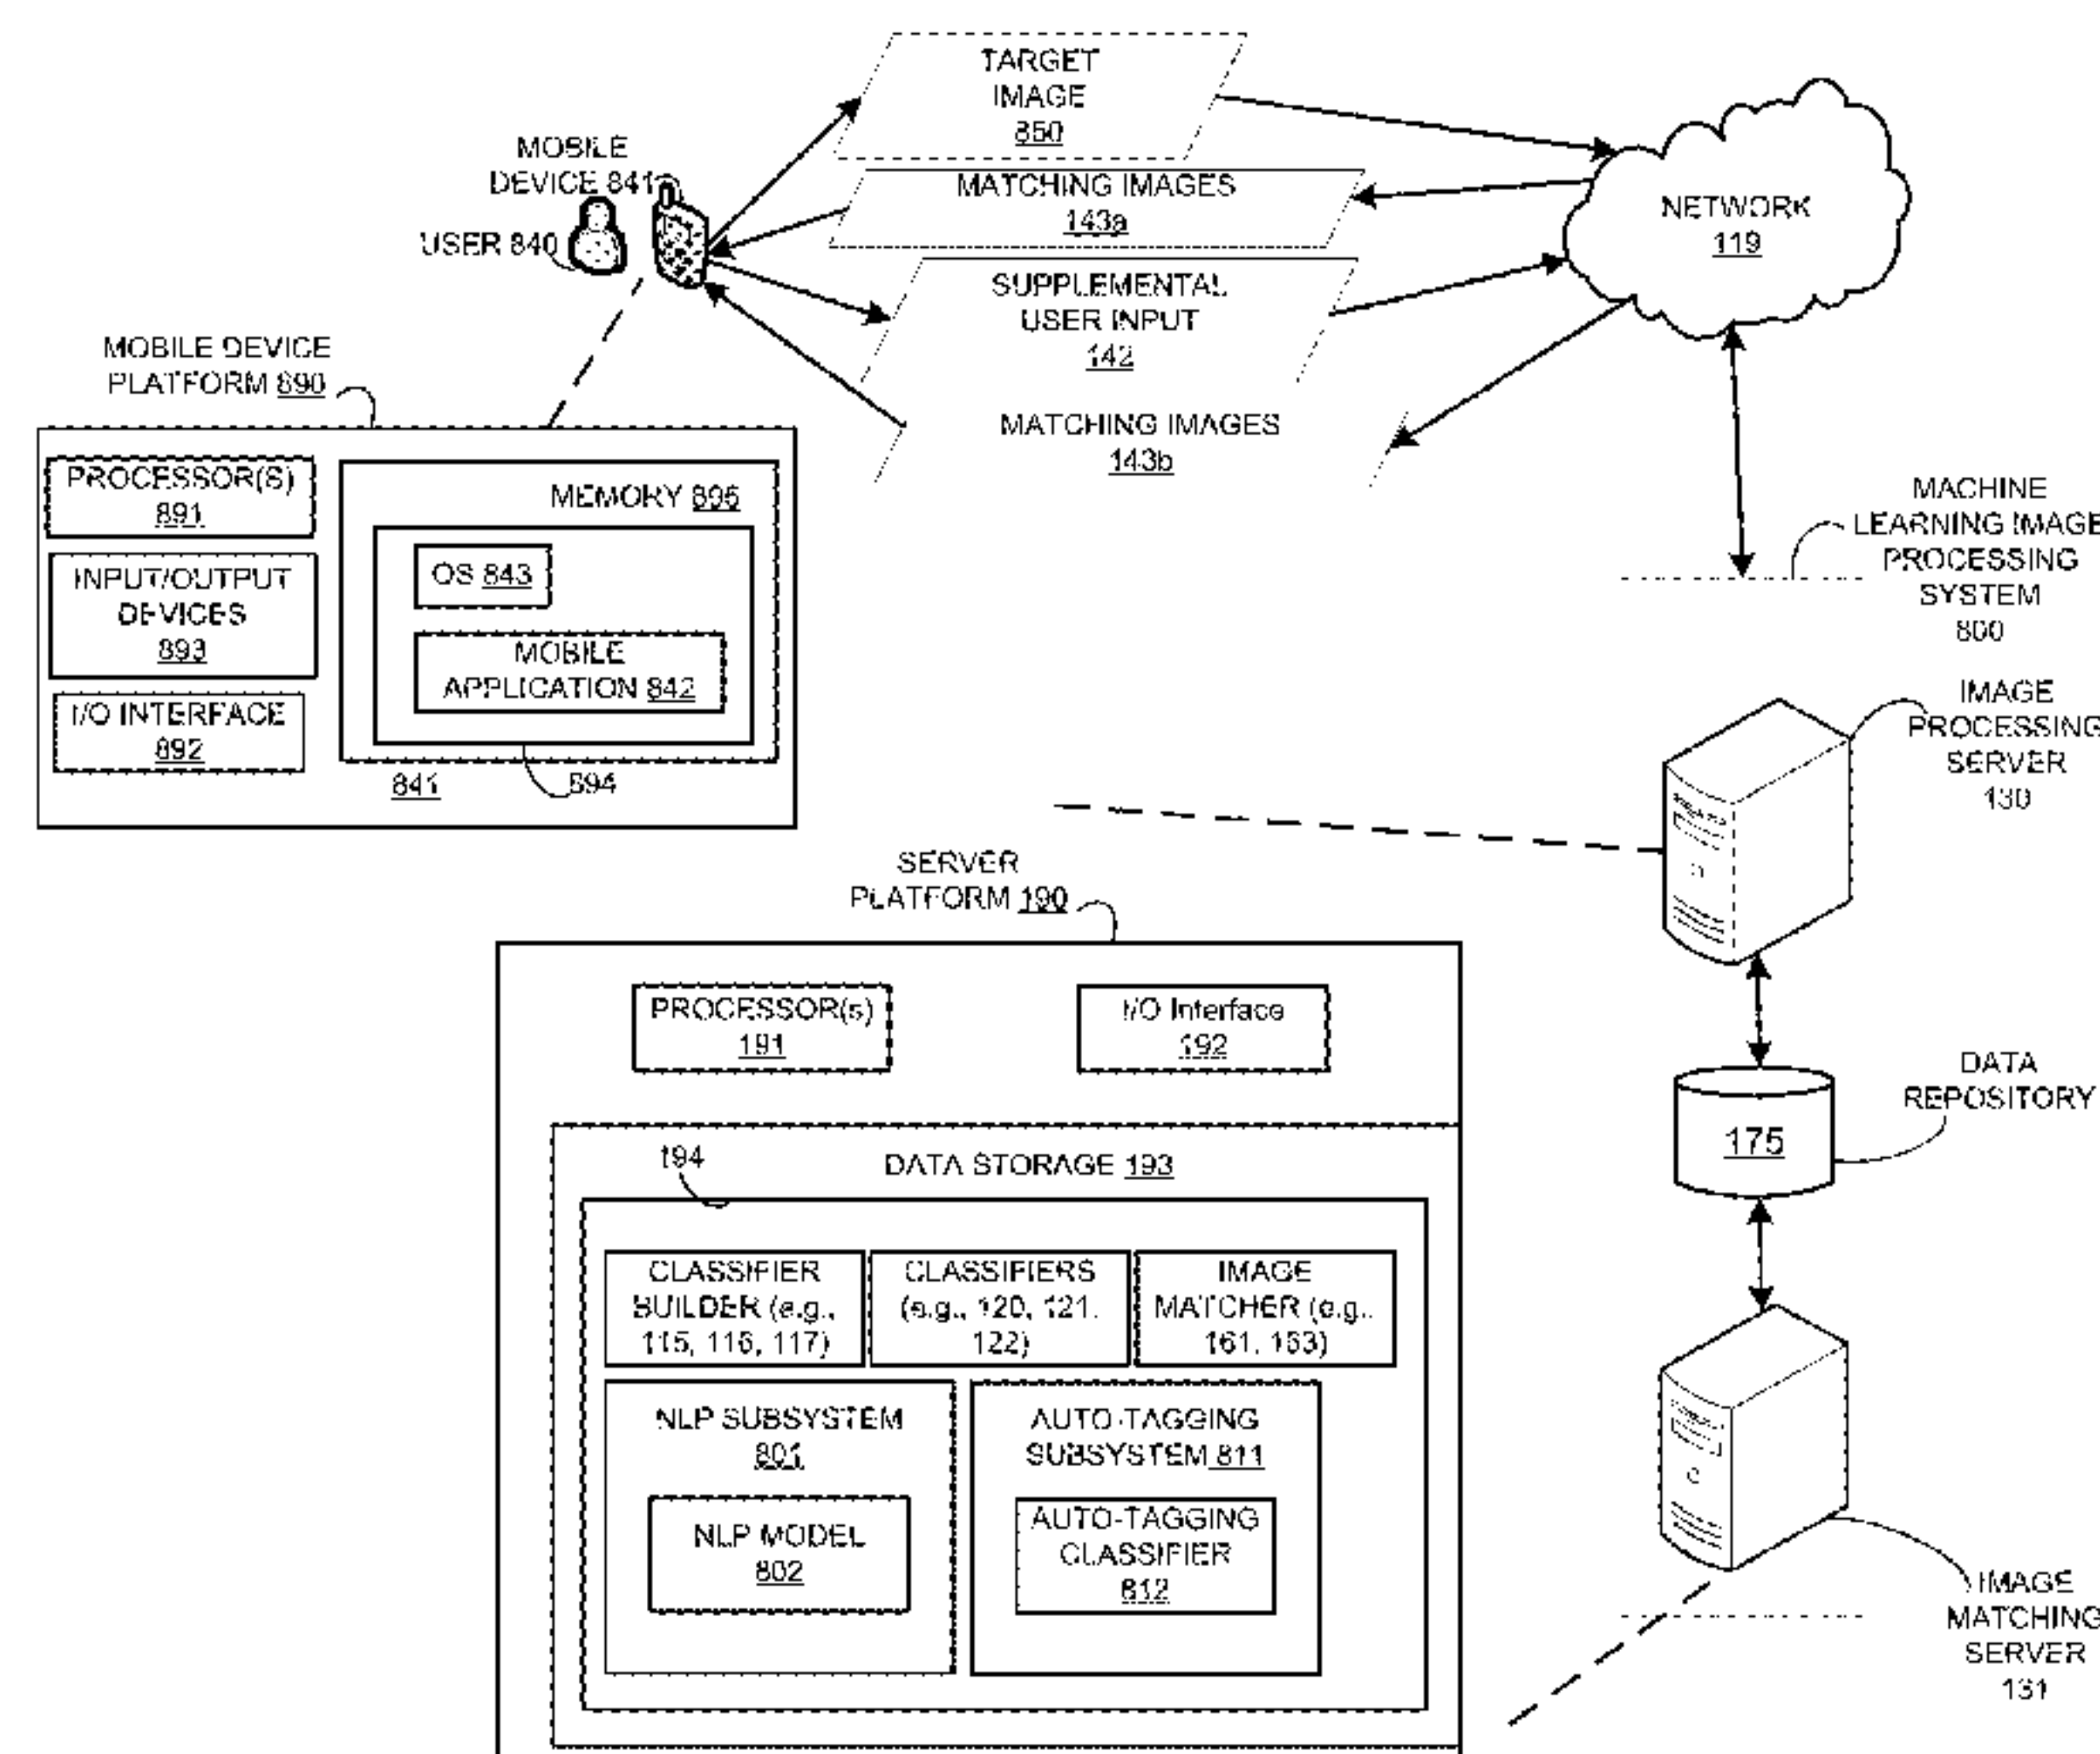 TARGET
IMAGE
850
MOBILE
DEVICE 841
USER 840
MATCHING IMAGES
143a
NETWORK
119
SUPPLEMENTAL
USER INPUT
142
MATCHING IMAGES
143b
MOBILE DEVICE
PLATFORM 890
PROCESSOR(S)
891
INPUT/OUTPUT
DEVICES
893
I/O INTERFACE
892
MEMORY 895
OS 843
MOBILE
APPLICATION 842
841
894
MACHINE
LEARNING IMAGE
PROCESSING
SYSTEM
800
IMAGE
PROCESSING
SERVER
130
SERVER
PLATFORM 190
PROCESSOR(s)
191
I/O Interface
192
DATA
REPOSITORY
175
194
DATA STORAGE 193
CLASSIFIER
BUILDER (e.g.,
115, 116, 117)
CLASSIFIERS
(e.g., 120, 121,
122)
IMAGE
MATCHER (e.g.,
161, 163)
NLP SUBSYSTEM
801
NLP MODEL
802
AUTO-TAGGING
SUBSYSTEM 811
AUTO-TAGGING
CLASSIFIER
812
IMAGE
MATCHING
SERVER
131